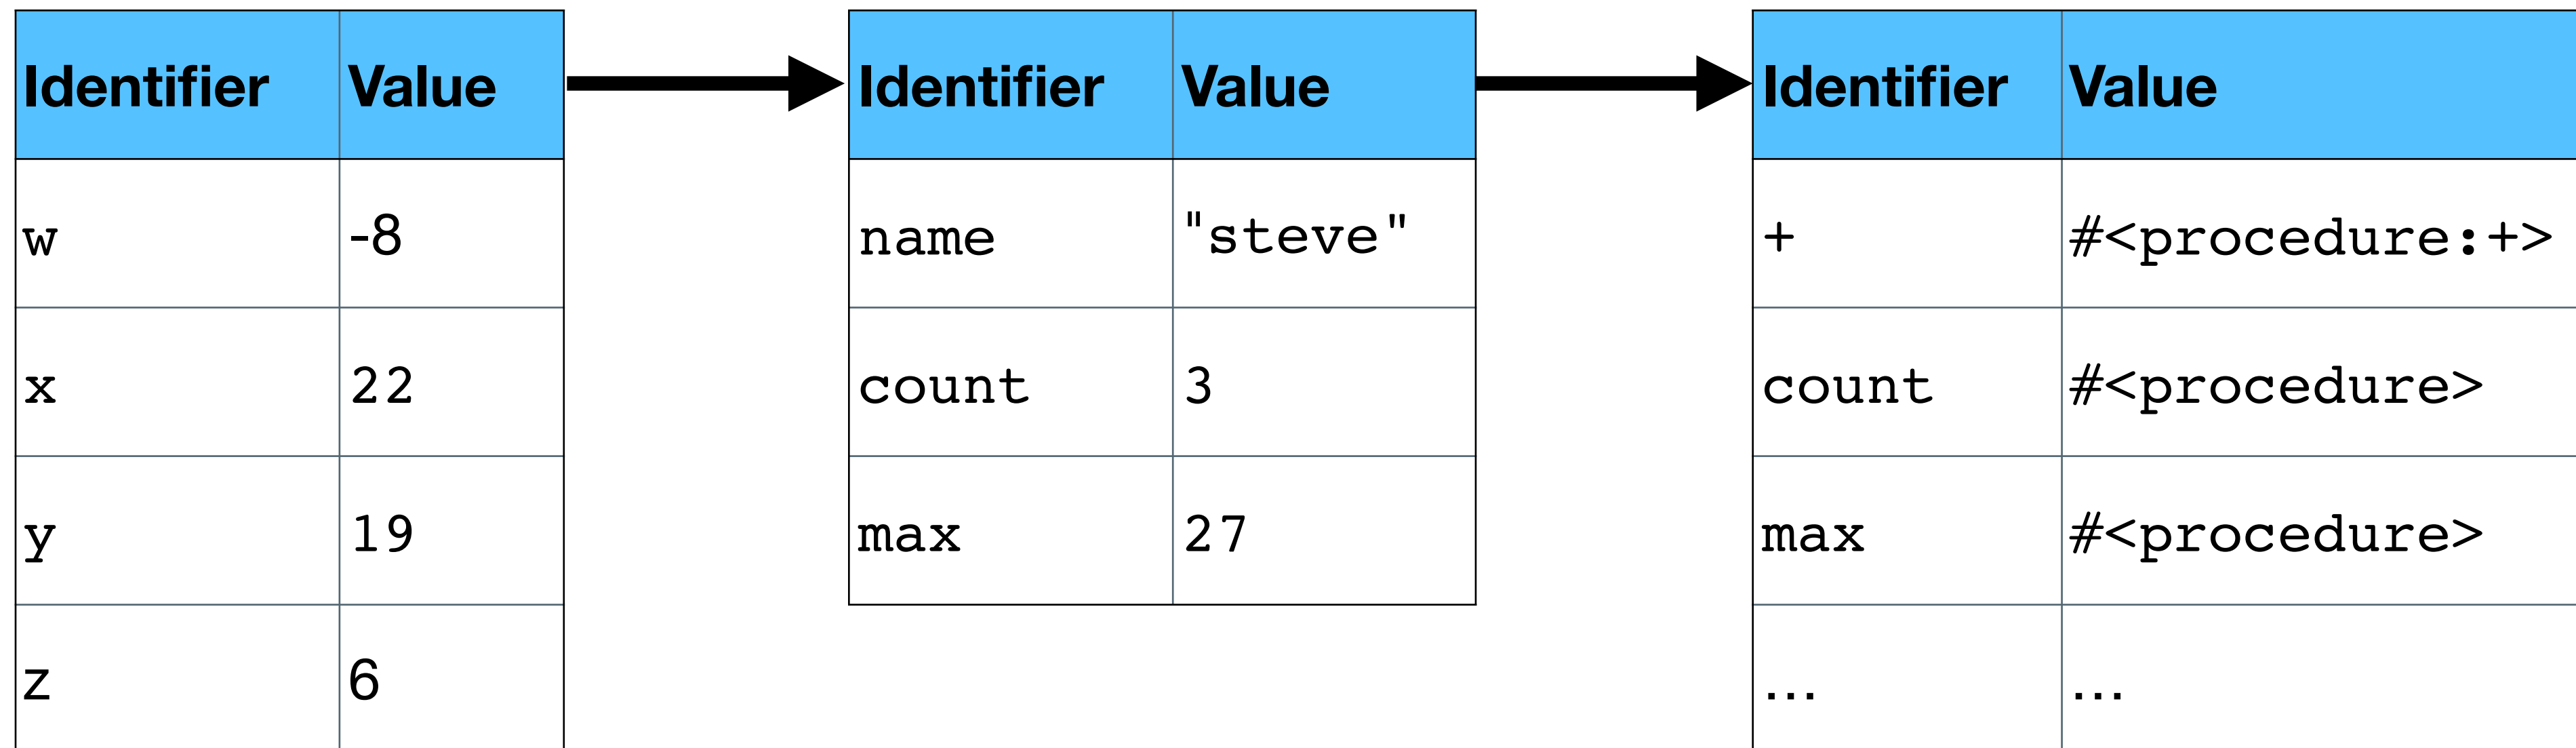 Identifier Value Identifier Value Identifier Value
w -8 name "steve" + #<procedure:+>
x 22 count 3 count #<procedure>
y 19 max 27 max #<procedure>
z 6 ... ...